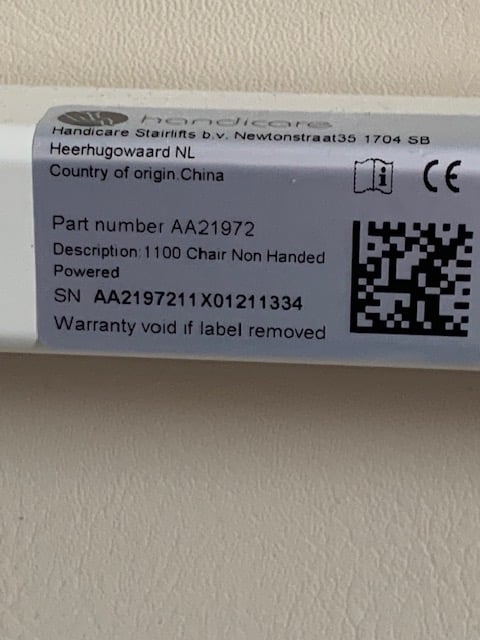 handicare
Handicare Stairlifts b.v. Newtonstraat35 1704 SB
Heerhugowaard NL
Country of origin.China
CE
Part number AA21972
Description:1100 Chair Non Handed
Powered
SN AA2197211X01211334
Warranty void if label removed